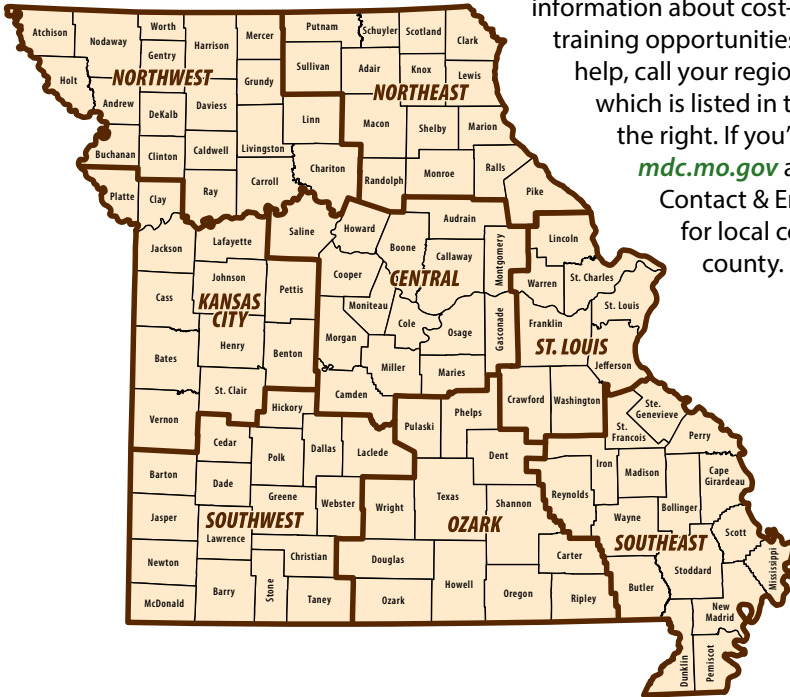 information about cost-
training opportunities
help, call your regio
which is listed in t
the right. If you'
mdc.mo.gov a
Contact & En
for local co
county.
Atchison
Nodaway
Worth
Gentry
Harrison
Mercer
Putnam
Schuyler
Scotland
Clark
Holt
NORTHWEST
Grundy
Sullivan
Adair
Knox
Lewis
NORTHEAST
Andrew
DeKalb
Daviess
Linn
Macon
Shelby
Marion
Buchanan
Clinton
Caldwell
Livingston
Chariton
Randolph
Monroe
Ralls
Pike
Platte
Clay
Ray
Carroll
Jackson
Lafayette
Saline
Howard
Boone
Audrain
Callaway
Montgomery
Lincoln
Warren
St. Charles
St. Louis
Cass
Johnson
Pettis
Cooper
CENTRAL
KANSAS
CITY
Moniteau
Cole
Osage
Gasconade
Franklin
ST. LOUIS
Jefferson
Bates
Henry
Benton
Morgan
Miller
Maries
St. Clair
Camden
Crawford
Washington
Vernon
Hickory
Pulaski
Phelps
Ste.
Genevieve
St.
Francois
Perry
Cedar
Polk
Dallas
Laclede
Dent
Iron
Madison
Cape
Girardeau
Barton
Dade
Greene
Webster
Wright
Texas
Shannon
Reynolds
Wayne
Bollinger
Jasper
SOUTHWEST
Lawrence
OZARK
SOUTHEAST
Scott
Mississippi
Newton
Christian
Douglas
Howell
Carter
Butler
Stoddard
McDonald
Barry
Stone
Taney
Ozark
Oregon
Ripley
New
Madrid
Dunklin
Pemiscot